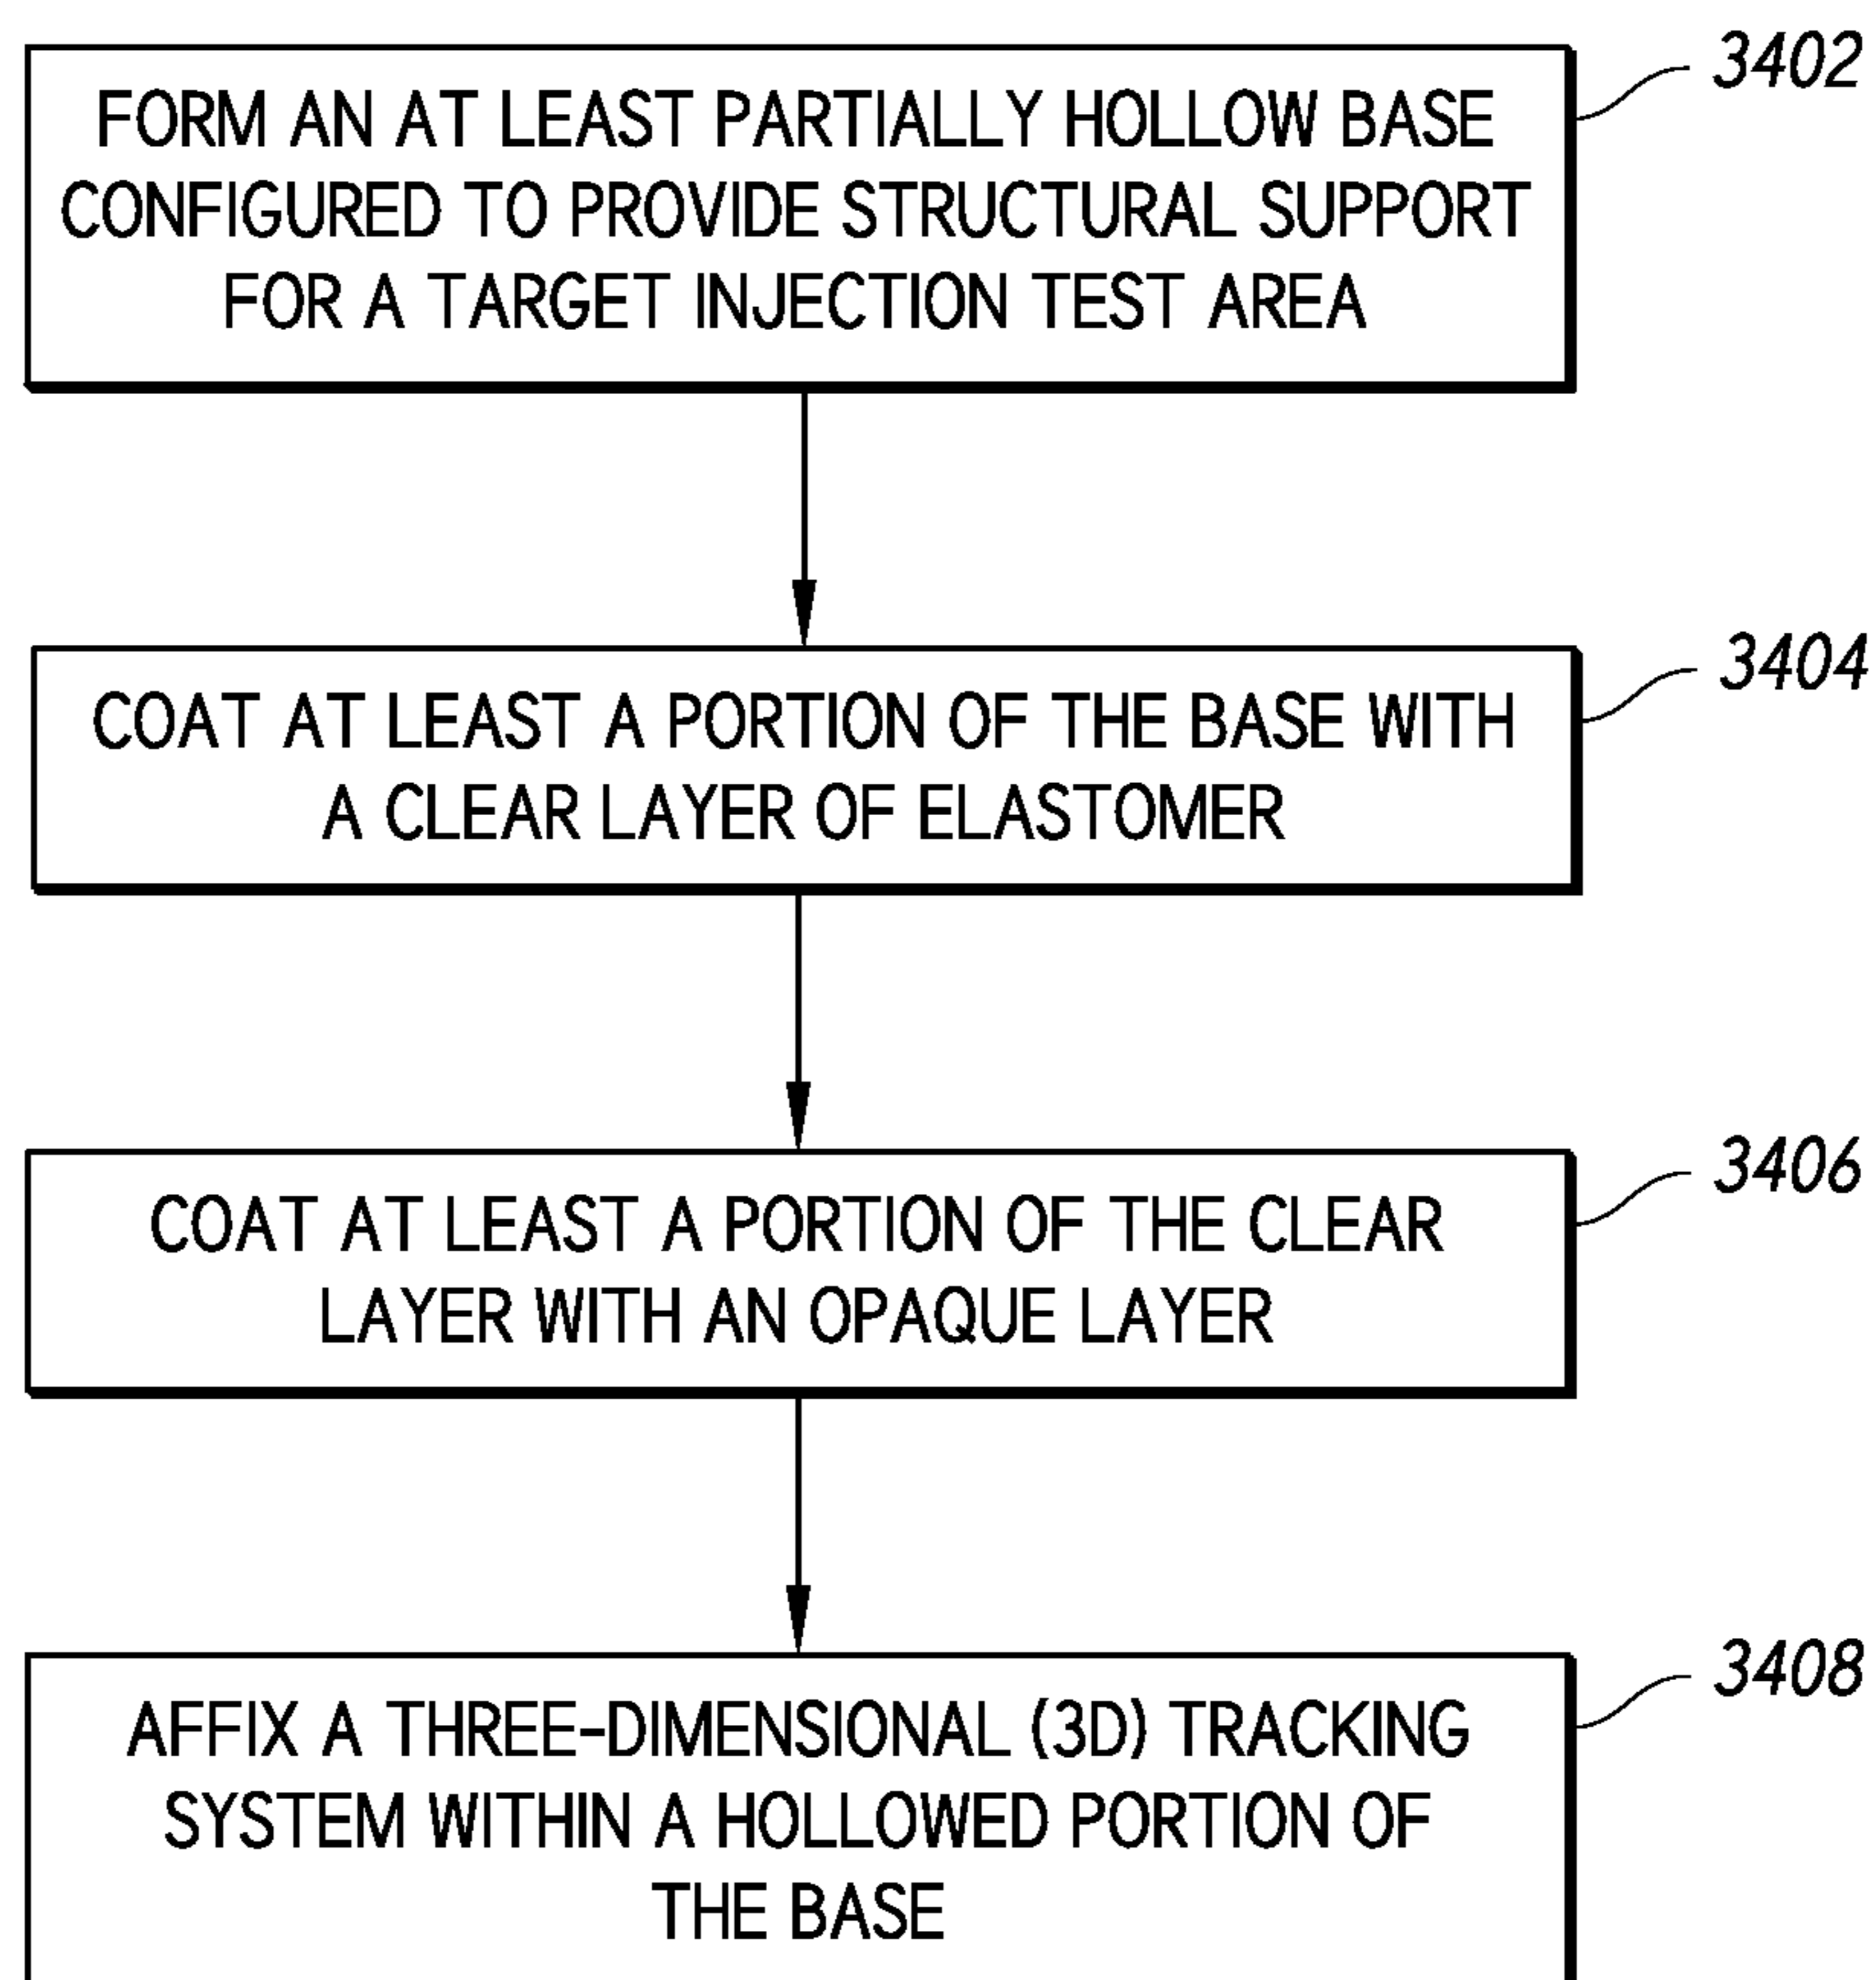 3402
FORM AN AT LEAST PARTIALLY HOLLOW BASE
CONFIGURED TO PROVIDE STRUCTURAL SUPPORT
FOR A TARGET INJECTION TEST AREA
3404
COAT AT LEAST A PORTION OF THE BASE WITH
A CLEAR LAYER OF ELASTOMER
3406
COAT AT LEAST A PORTION OF THE CLEAR
LAYER WITH AN OPAQUE LAYER
3408
AFFIX A THREE-DIMENSIONAL (3D) TRACKING
SYSTEM WITHIN A HOLLOWED PORTION OF
THE BASE